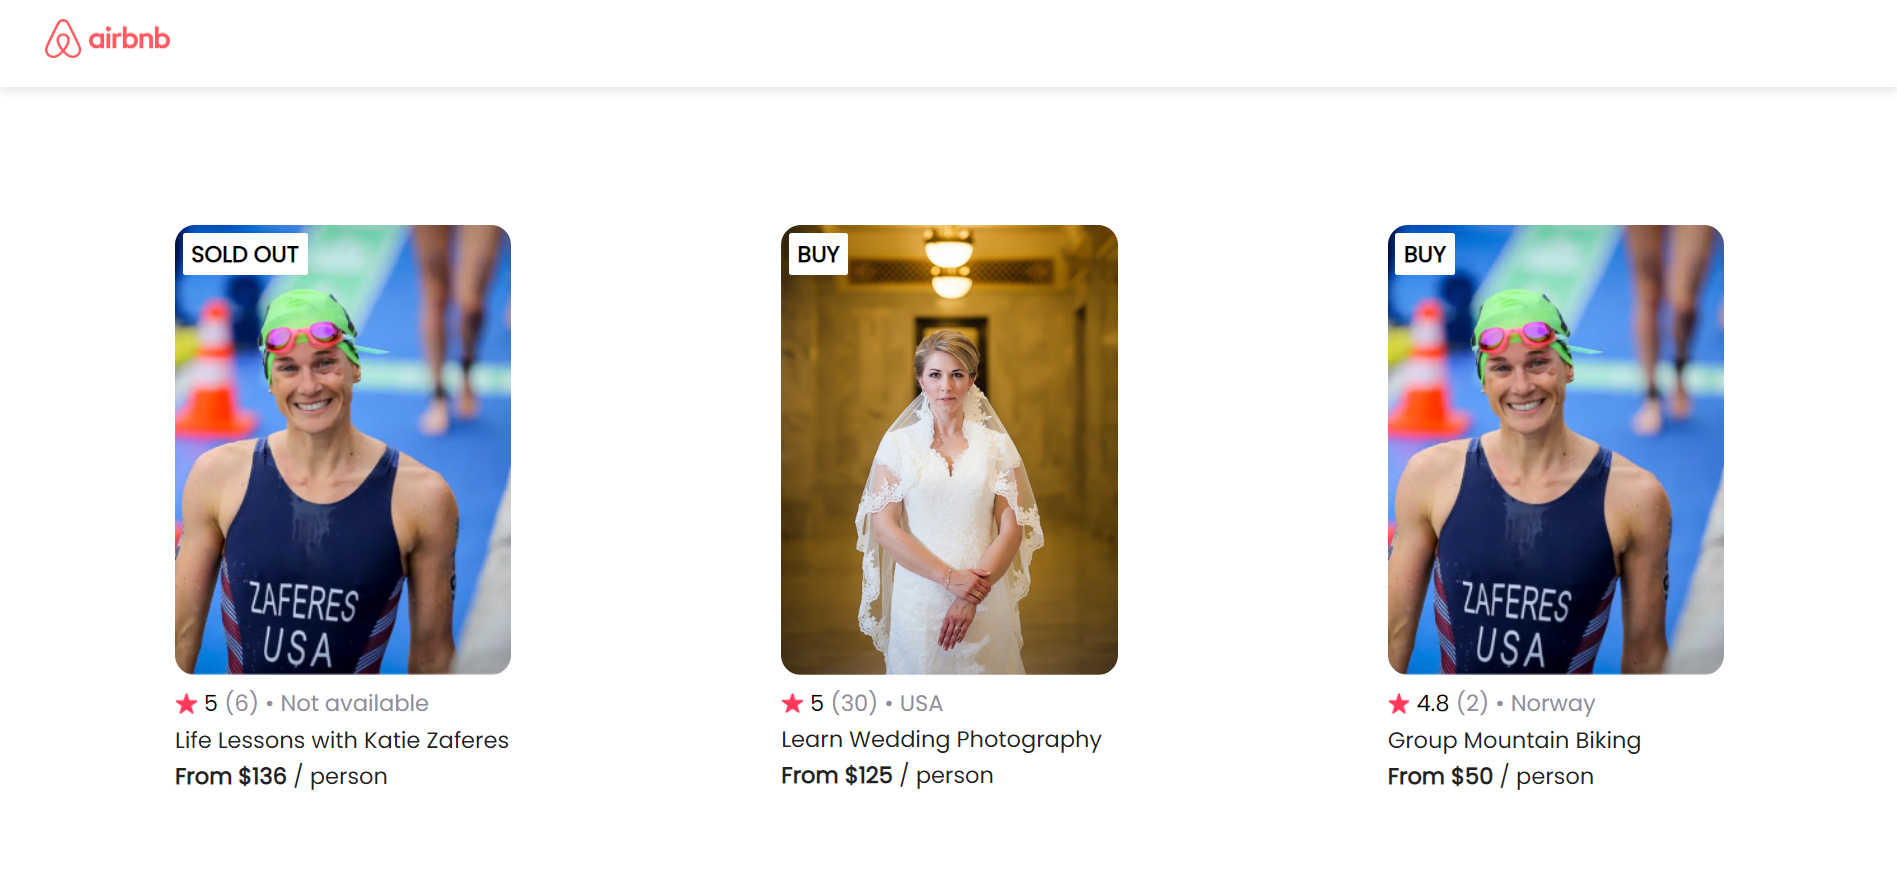 airbnb
SOLD OUT
ZAFERES
USA
5 (6) • Not available
Life Lessons with Katie Zaferes
From $136 / person
BUY
5 (30) • USA
Learn Wedding Photography
From $125 / person
BUY
ZAFERES
USA
4.8 (2) • Norway
Group Mountain Biking
From $50 / person